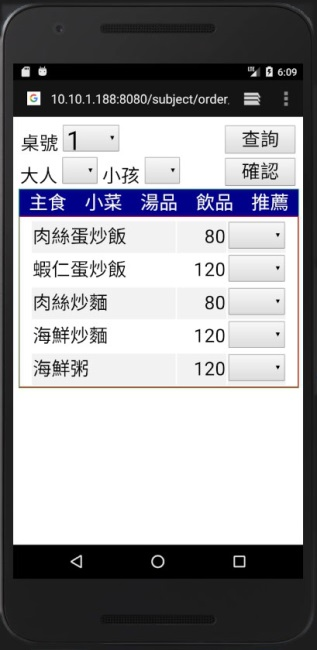 6:09
10.10.1.188:8080/subject/order
桌號 1 查詢
大人 小孩 確認
主食 小菜 湯品 飲品 推薦
肉絲蛋炒飯 80
蝦仁蛋炒飯 120
肉絲炒麵 80
海鮮炒麵 120
海鮮粥 120